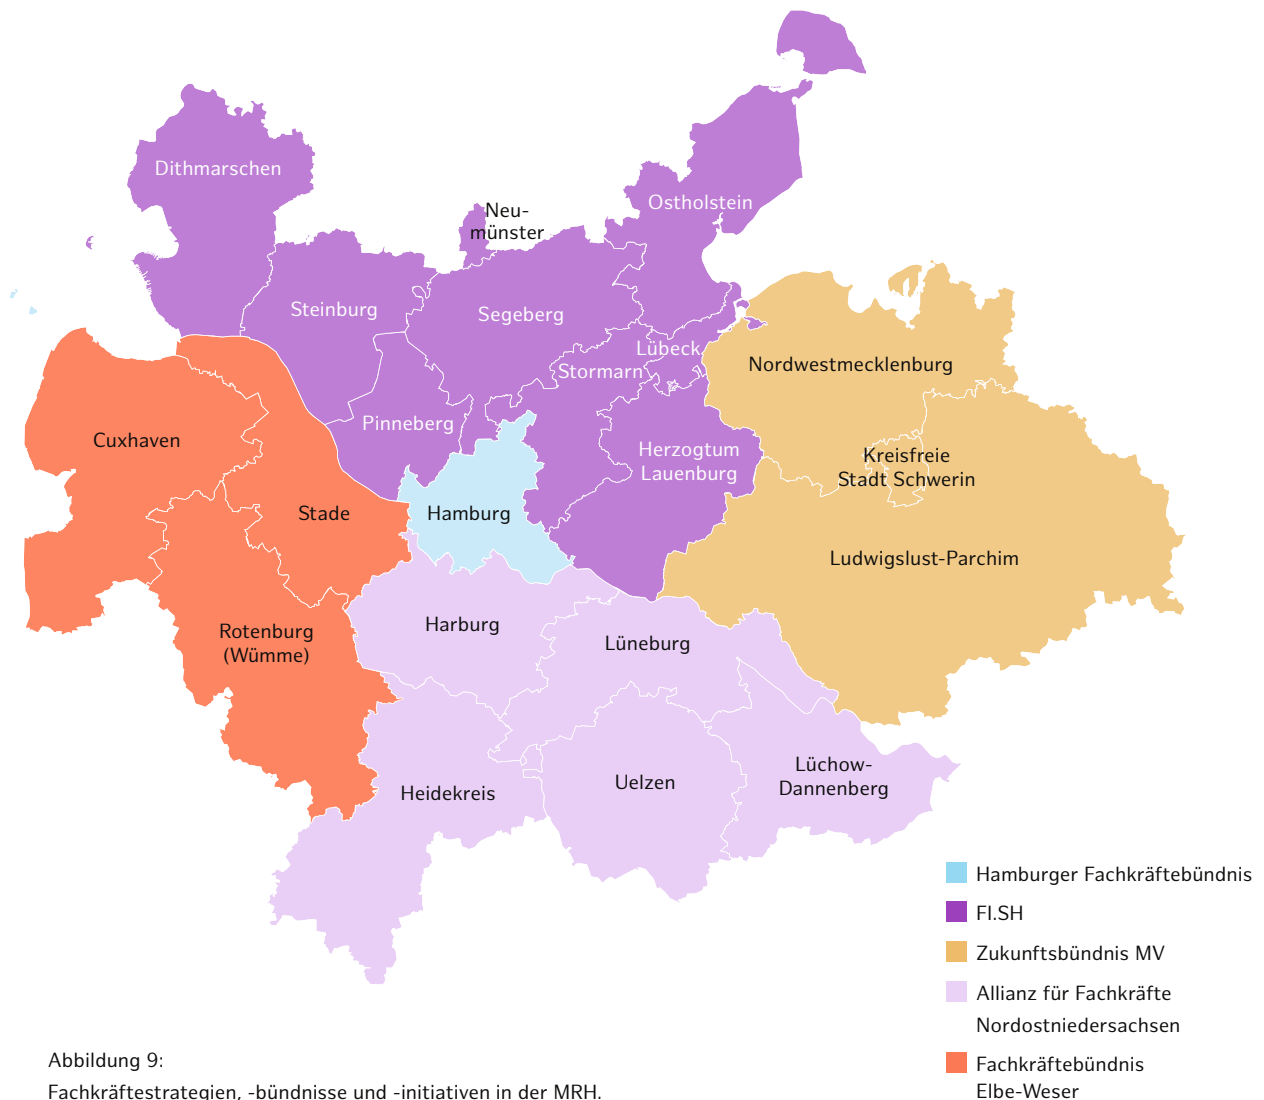 Dithmarschen
Neu-
münster
Ostholstein
Steinburg
Segeberg
Lübeck
Stormarn
Nordwestmecklenburg
Pinneberg
Cuxhaven
Herzogtum
Lauenburg
Kreisfreie
Stadt Schwerin
Stade
Hamburg
Ludwigslust-Parchim
Harburg
Rotenburg
(Wümme)
Lüneburg
Lüchow-
Dannenberg
Uelzen
Heidekreis
Hamburger Fachkräftebündnis
FI.SH
Zukunftsbündnis MV
Allianz für Fachkräfte
Nordostniedersachsen
Fachkräftebündnis
Elbe-Weser
Abbildung 9:
Fachkräftestrategien, -bündnisse und -initiativen in der MRH.